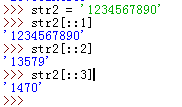 >>> str2 = '1234567890'
>>> str2[::1]
'1234567890'
>>> str2[::2]
'13579'
>>> str2[::3]
'1470'
>>>